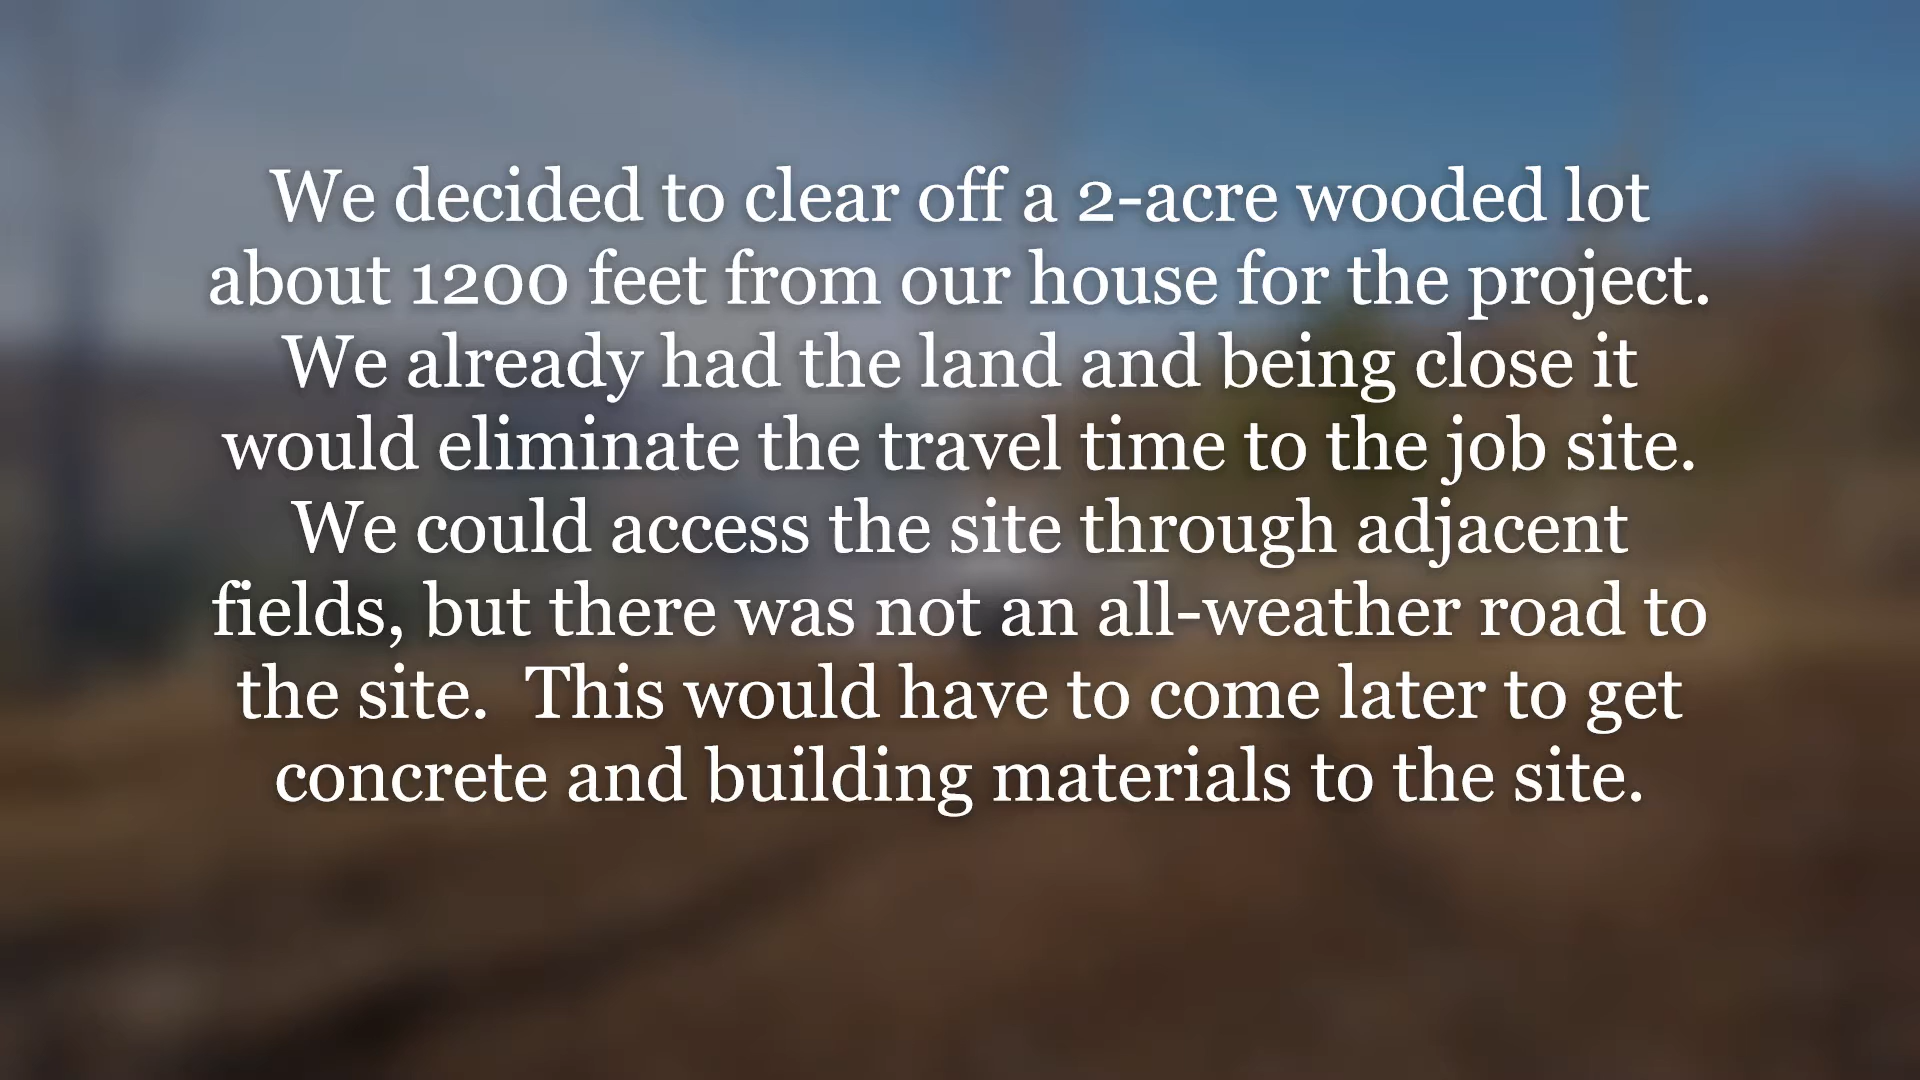 We decided to clear off a 2-acre wooded lot
about 1200 feet from our house for the project.
We already had the land and being close it
would eliminate the travel time to the job site.
We could access the site through adjacent
fields, but there was not an all-weather road to
the site.  This would have to come later to get
concrete and building materials to the site.